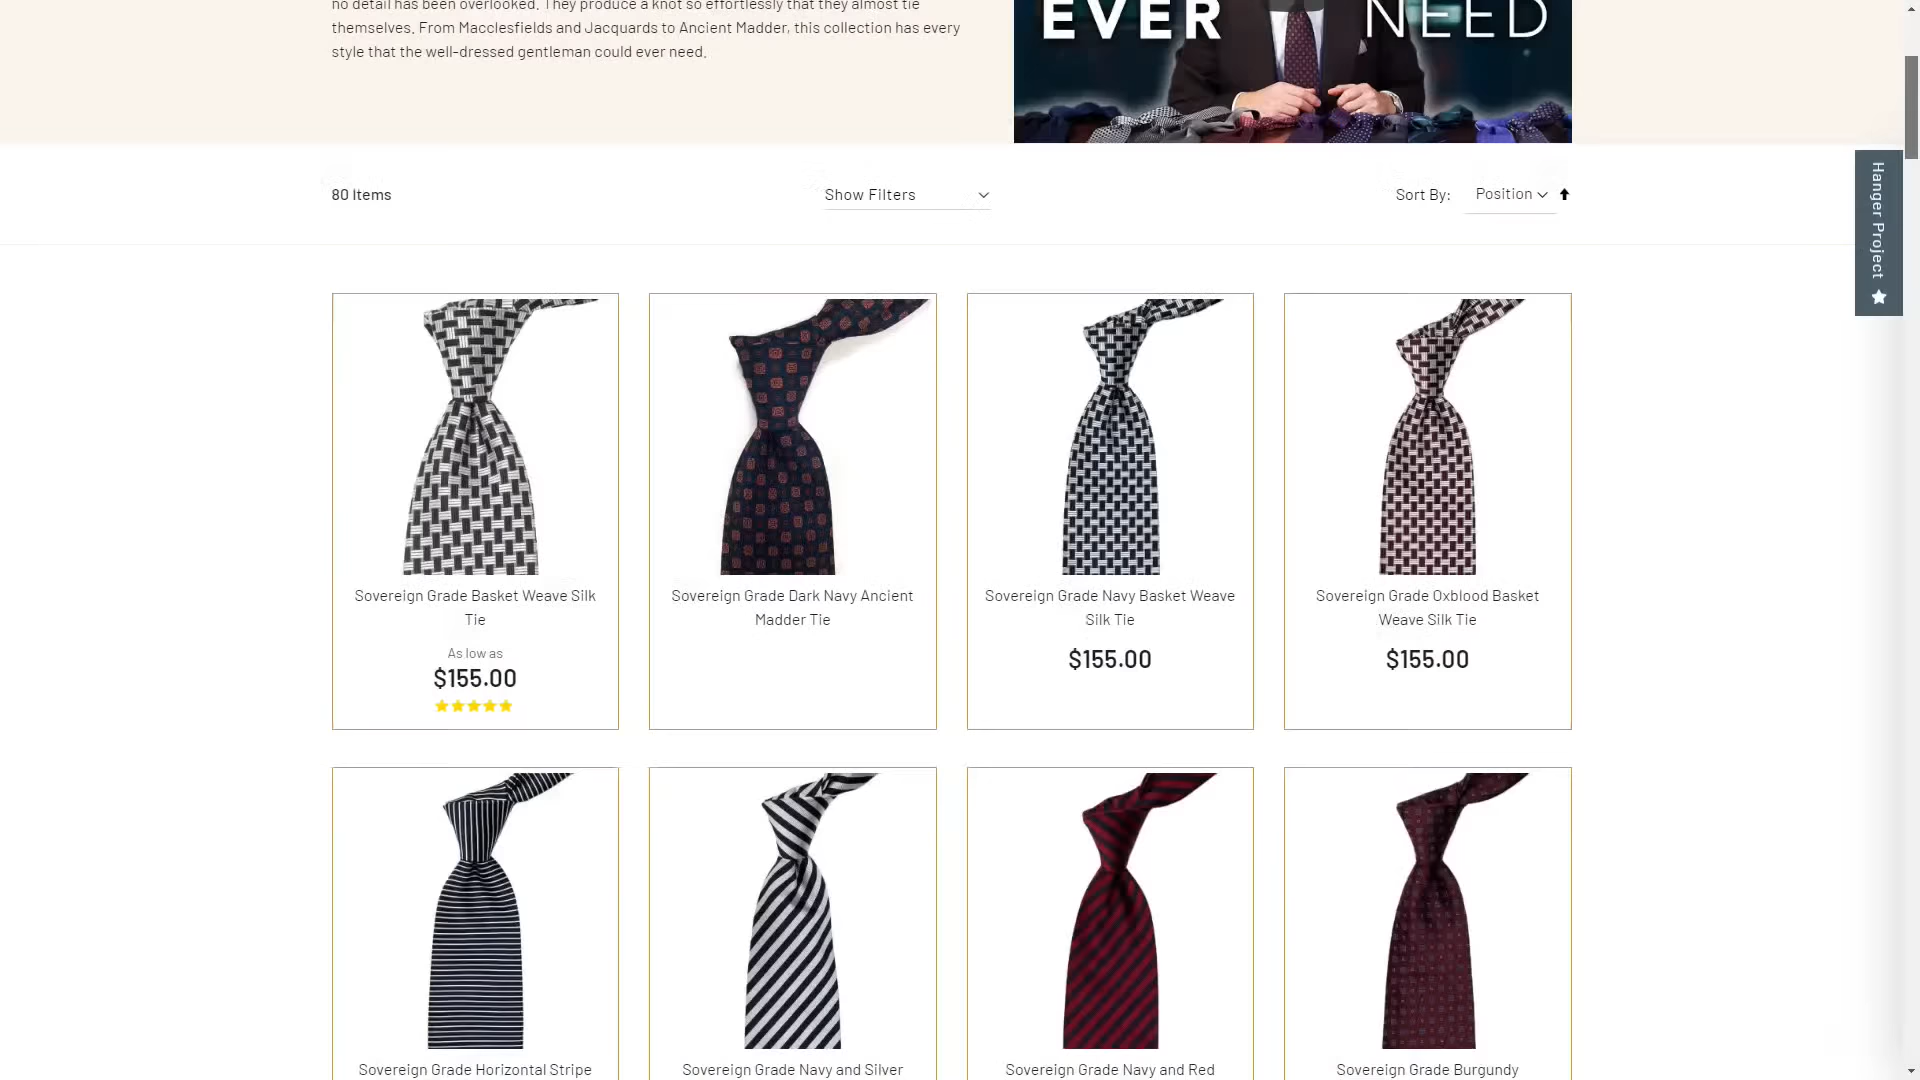 no detail has been overlooked. They produce a knot so effortlessly that they almost tie
themselves. From Macclesfields and Jacquards to Ancient Madder, this collection has every
style that the well-dressed gentleman could ever need.
EVER NEED
80 Items
Show Filters
Sort By: Position
Hanger Project
Sovereign Grade Basket Weave Silk
Tie
As low as
$155.00
Sovereign Grade Dark Navy Ancient
Madder Tie
Sovereign Grade Navy Basket Weave
Silk Tie
$155.00
Sovereign Grade Oxblood Basket
Weave Silk Tie
$155.00
Sovereign Grade Horizontal Stripe
Sovereign Grade Navy and Silver
Sovereign Grade Navy and Red
Sovereign Grade Burgundy